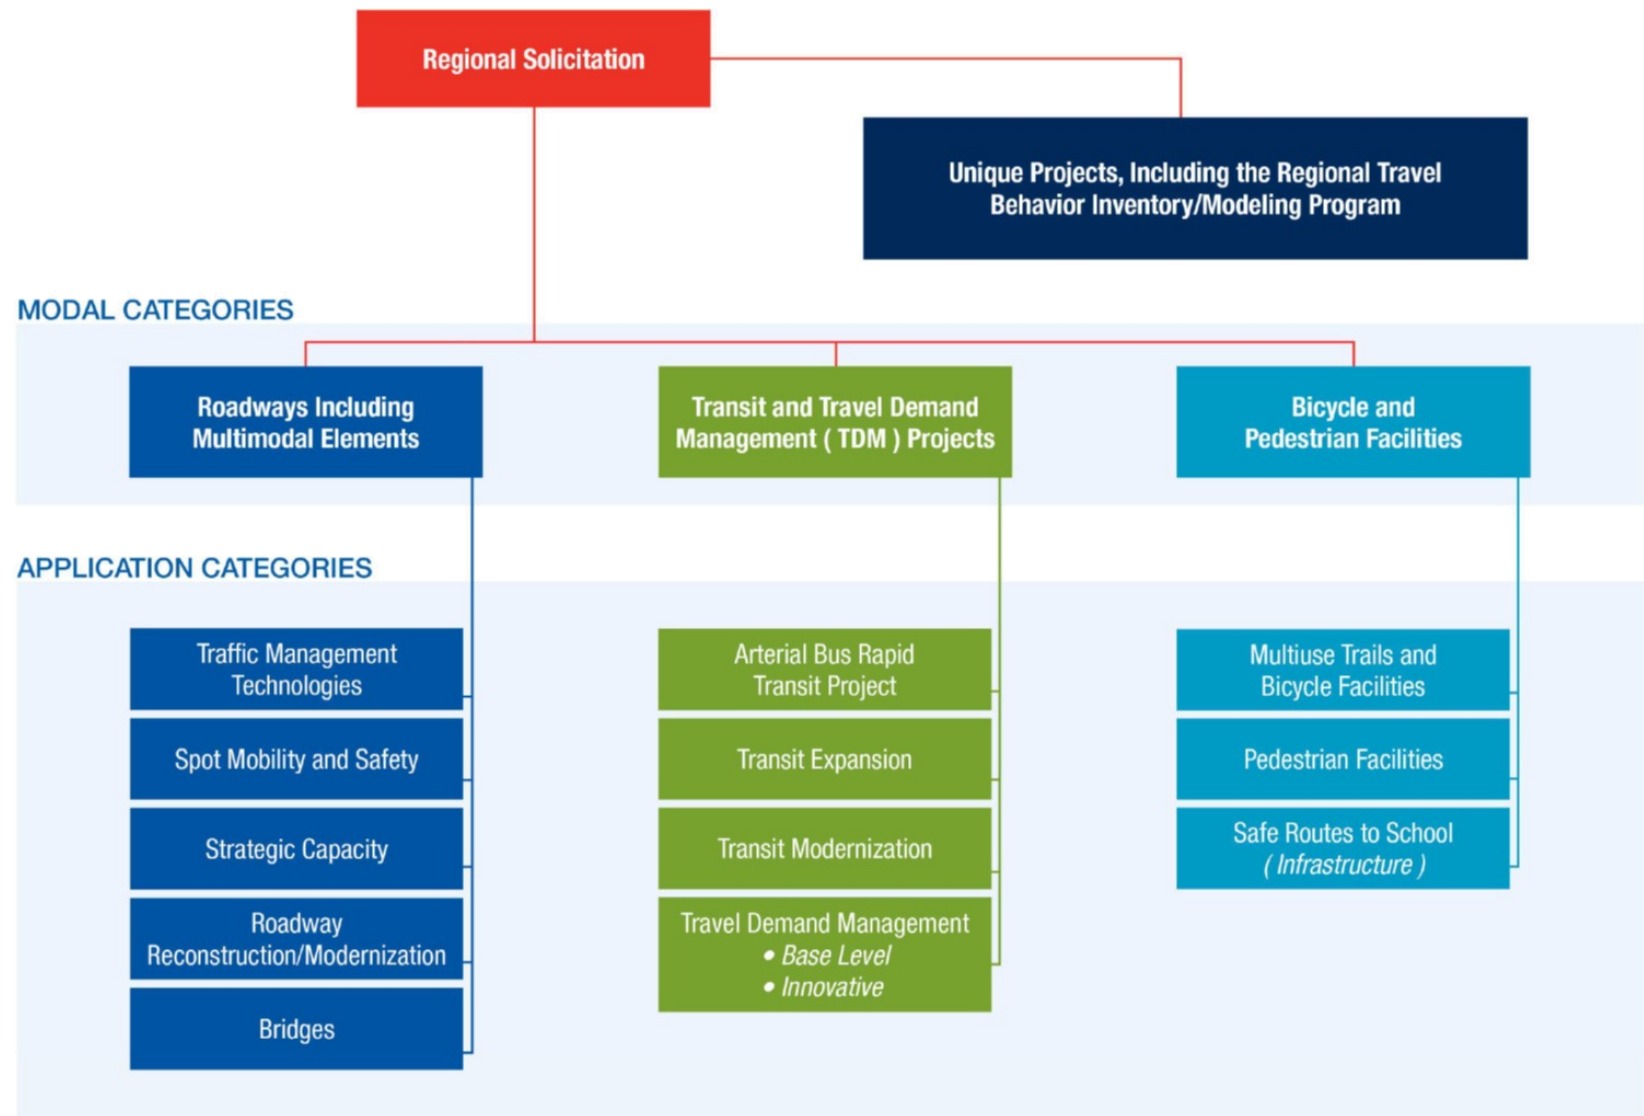 Regional Solicitation
Unique Projects, Including the Regional Travel
Behavior Inventory/Modeling Program
MODAL CATEGORIES
Roadways Including
Multimodal Elements
Transit and Travel Demand
Management ( TDM ) Projects
Bicycle and
Pedestrian Facilities
APPLICATION CATEGORIES
Traffic Management
Technologies
Spot Mobility and Safety
Strategic Capacity
Roadway
Reconstruction/Modernization
Bridges
Arterial Bus Rapid
Transit Project
Transit Expansion
Transit Modernization
Travel Demand Management
• Base Level
• Innovative
Multiuse Trails and
Bicycle Facilities
Pedestrian Facilities
Safe Routes to School
( Infrastructure )